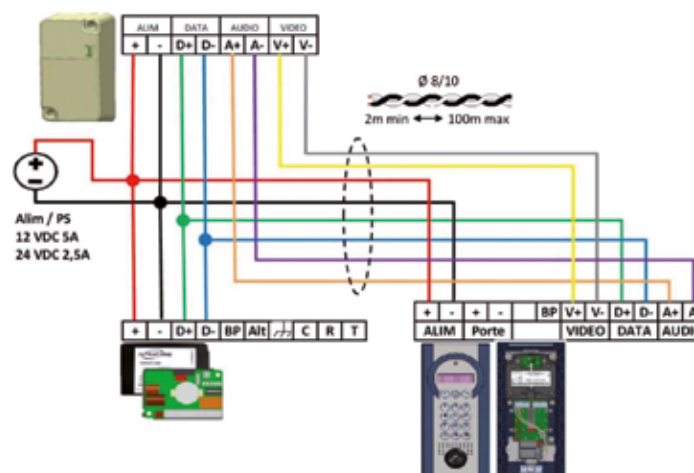 ALIM DATA AUDIO VIDEO
+ - D+ D- A+ A- V+ V-
Ø 8/10
2m min 100m max
+
−
Alim / PS
12 VDC 5A
24 VDC 2,5A
+ - D+ D- BP Alt C R T
+ - + - BP V+ V- D+ D- A+ A
ALIM Porte VIDEO DATA AUDIO